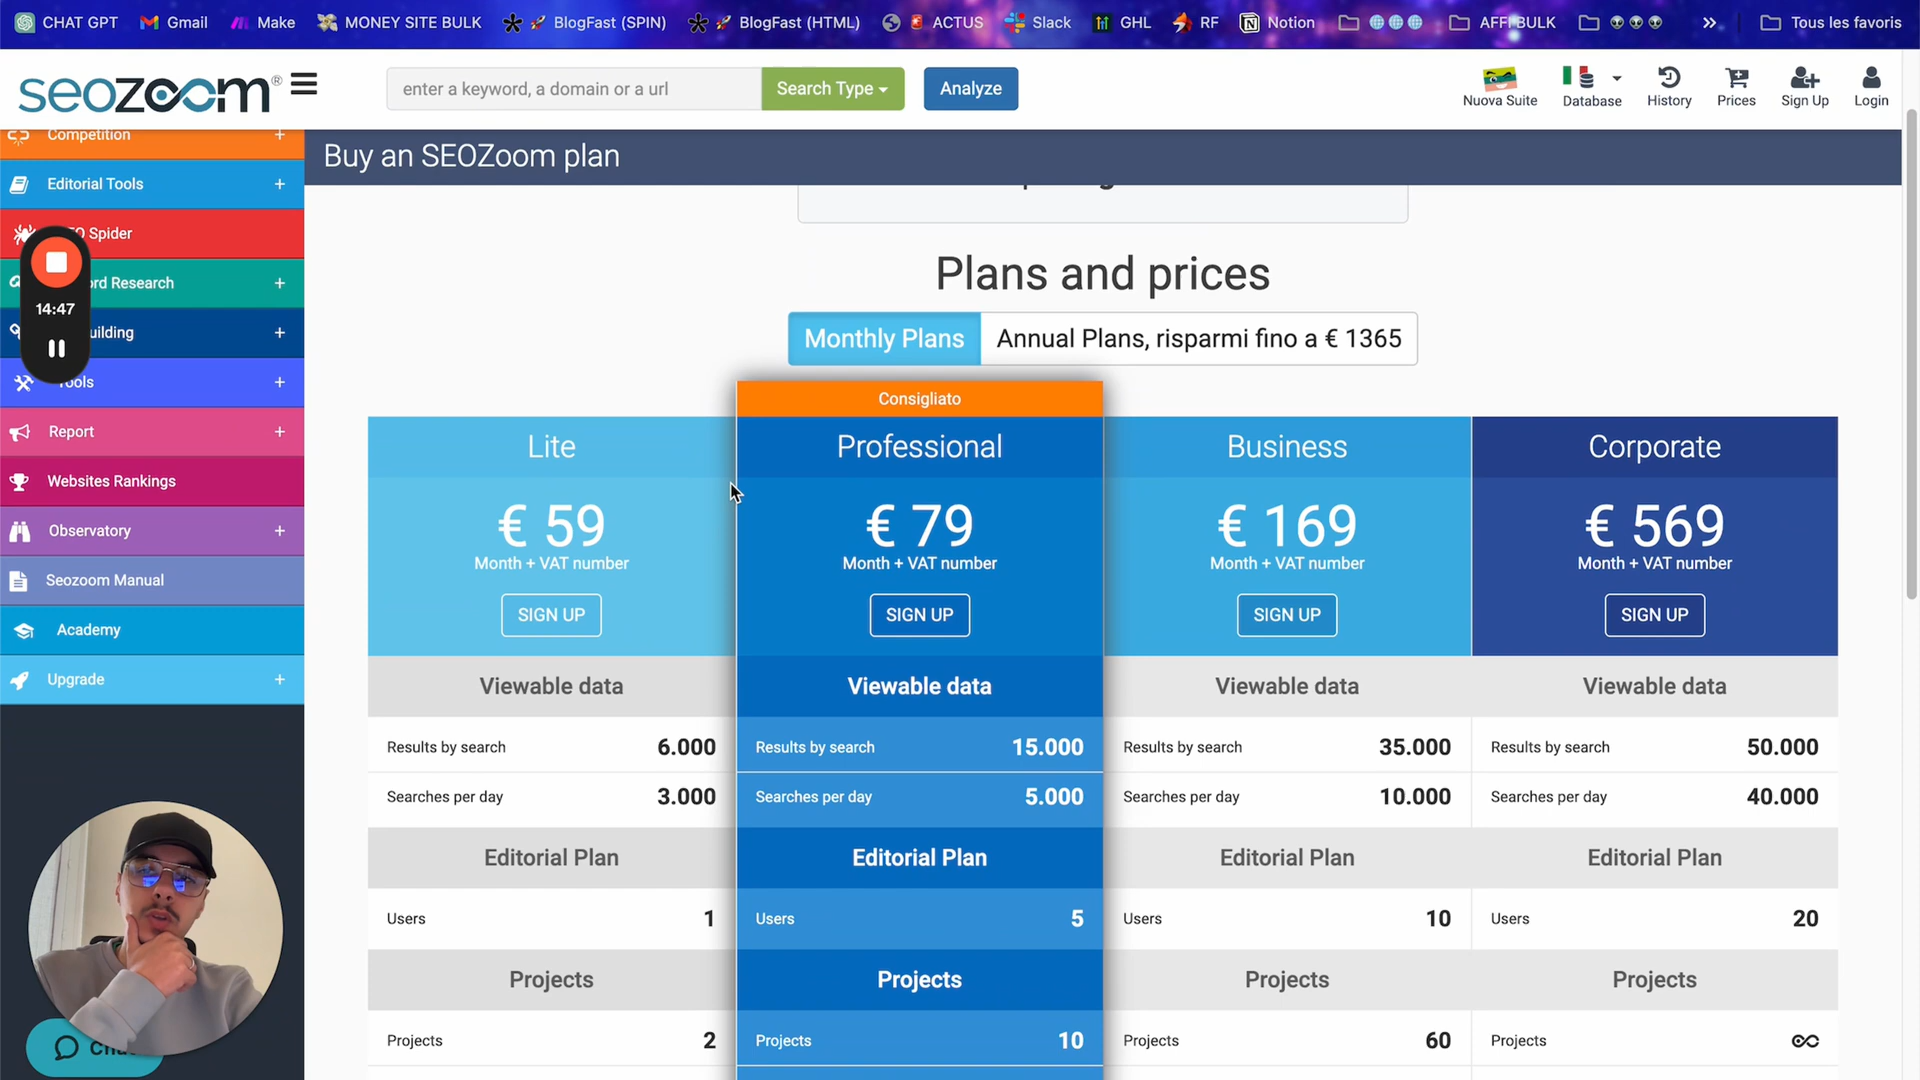 CHAT GPT
Gmail
Make
MONEY SITE BULK
BlogFast (SPIN)
BlogFast (HTML)
ACTUS
Slack
GHL
RF
Notion
AFFI BULK
Tous les favoris
seozoom®
enter a keyword, a domain or a url
Search Type
Analyze
Nuova Suite
Database
History
Prices
Sign Up
Login
Competition
Editorial Tools
Spider
Research
Tools
Report
Websites Rankings
Observatory
Seozoom Manual
Academy
Upgrade
14:47
Buy an SEOZoom plan
Plans and prices
Monthly Plans
Annual Plans, risparmi fino a € 1365
Consigliato
Lite
€ 59
Month + VAT number
SIGN UP
Viewable data
Results by search 6.000
Searches per day 3.000
Editorial Plan
Users 1
Projects
Projects 2
Professional
€ 79
Month + VAT number
SIGN UP
Viewable data
Results by search 15.000
Searches per day 5.000
Editorial Plan
Users 5
Projects
Projects 10
Business
€ 169
Month + VAT number
SIGN UP
Viewable data
Results by search 35.000
Searches per day 10.000
Editorial Plan
Users 10
Projects
Projects 60
Corporate
€ 569
Month + VAT number
SIGN UP
Viewable data
Results by search 50.000
Searches per day 40.000
Editorial Plan
Users 20
Projects
Projects ∞